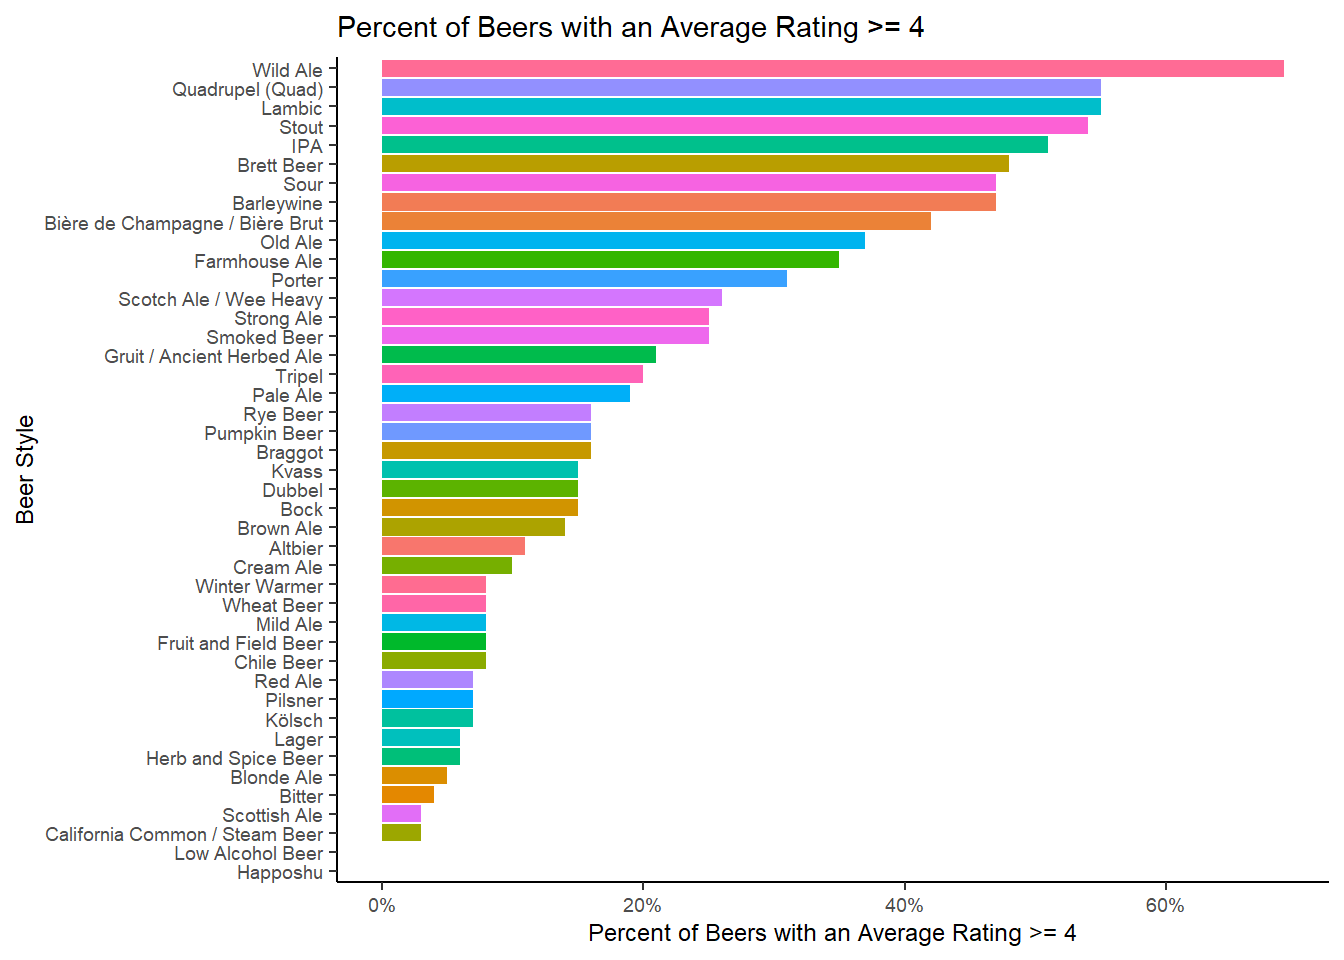 Percent of Beers with an Average Rating >= 4
Beer Style
Wild Ale
Quadrupel (Quad)
Lambic
Stout
IPA
Brett Beer
Sour
Barleywine
Bière de Champagne / Bière Brut
Old Ale
Farmhouse Ale
Porter
Scotch Ale / Wee Heavy
Strong Ale
Smoked Beer
Gruit / Ancient Herbed Ale
Tripel
Pale Ale
Rye Beer
Pumpkin Beer
Braggot
Kvass
Dubbel
Bock
Brown Ale
Altbier
Cream Ale
Winter Warmer
Wheat Beer
Mild Ale
Fruit and Field Beer
Chile Beer
Red Ale
Pilsner
Kölsch
Lager
Herb and Spice Beer
Blonde Ale
Bitter
Scottish Ale
California Common / Steam Beer
Low Alcohol Beer
Happoshu
0% 20% 40% 60%
Percent of Beers with an Average Rating >= 4